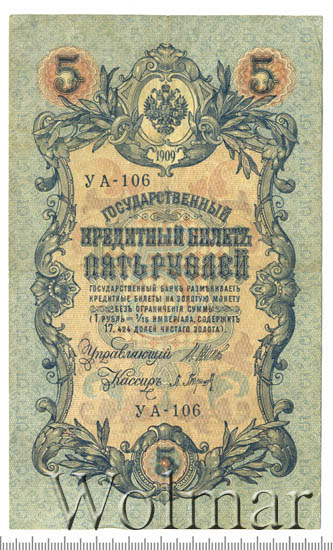 5 5
1909
УА-106
ГОСУДАРСТВЕННЫЙ
КРЕДИТНЫЙ БИЛЕТЪ
ПЯТЬ РУБЛЕЙ
ГОСУДАРСТВЕННЫЙ БАНКЪ РАЗМѢНИВАЕТЪ
КРЕДИТНЫЕ БИЛЕТЫ НА ЗОЛОТУЮ МОНЕТУ
БЕЗЪ ОГРАНИЧЕНІЯ СУММЫ
(1 РУБЛЬ = 1/15 ИМПЕРІАЛА, СОДЕРЖИТЪ
17,424 ДОЛЕЙ ЧИСТАГО ЗОЛОТА).
Управляющій
Кассиръ
УА-106
5
Wolmar